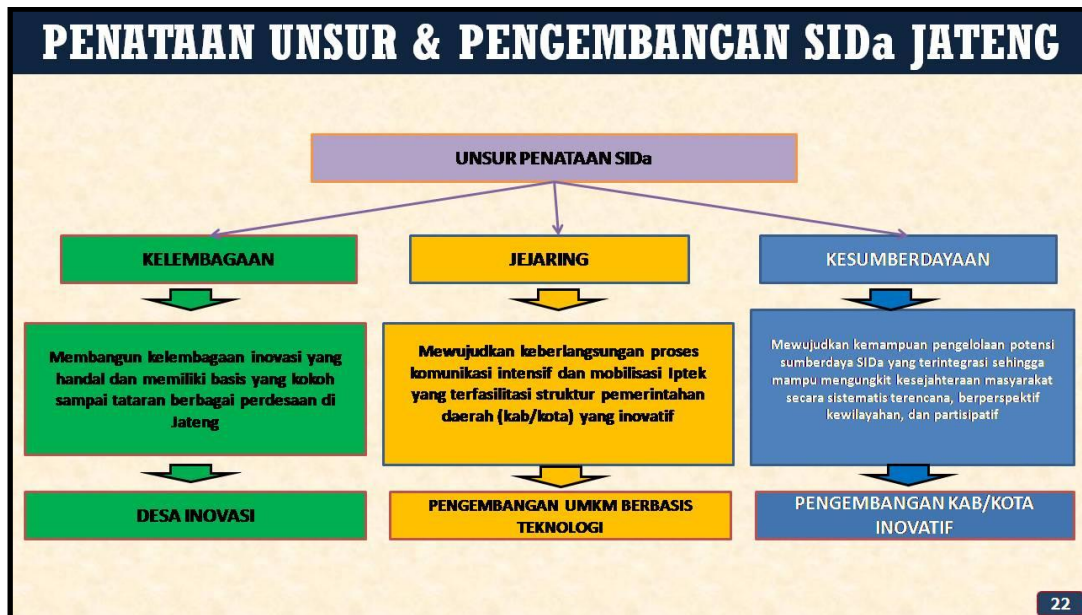 PENATAAN UNSUR & PENGEMBANGAN SIDa JATENG
UNSUR PENATAAN SIDa
KELEMBAGAAN
Membangun kelembagaan inovasi yang
handal dan memiliki basis yang kokoh
sampai tataran berbagai perdesaan di
Jateng
DESA INOVASI
JEJARING
Mewujudkan keberlangsungan proses
komunikasi intensif dan mobilisasi Iptek
yang terfasilitasi struktur pemerintahan
daerah (kab/kota) yang inovatif
PENGEMBANGAN UMKM BERBASIS
TEKNOLOGI
KESUMBERDAYAAN
Mewujudkan kemampuan pengelolaan potensi
sumberdaya SIDa yang terintegrasi sehingga
mampu mengungkit kesejahteraan masyarakat
secara sistematis terencana, berperspektif
kewilayahan, dan partisipatif
PENGEMBANGAN KAB/KOTA
INOVATIF
22